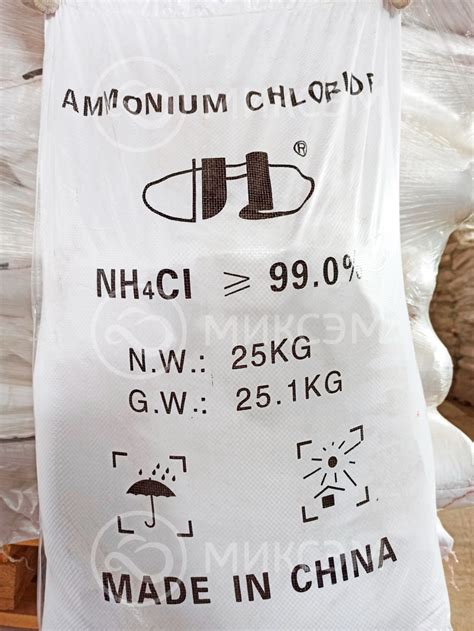 AMMONIUM CHLORIDE
®
NH4Cl ≥ 99.0%
МИКСЭМ
N.W.: 25KG
G.W.: 25.1KG
МИКСЭМ
MADE IN CHINA